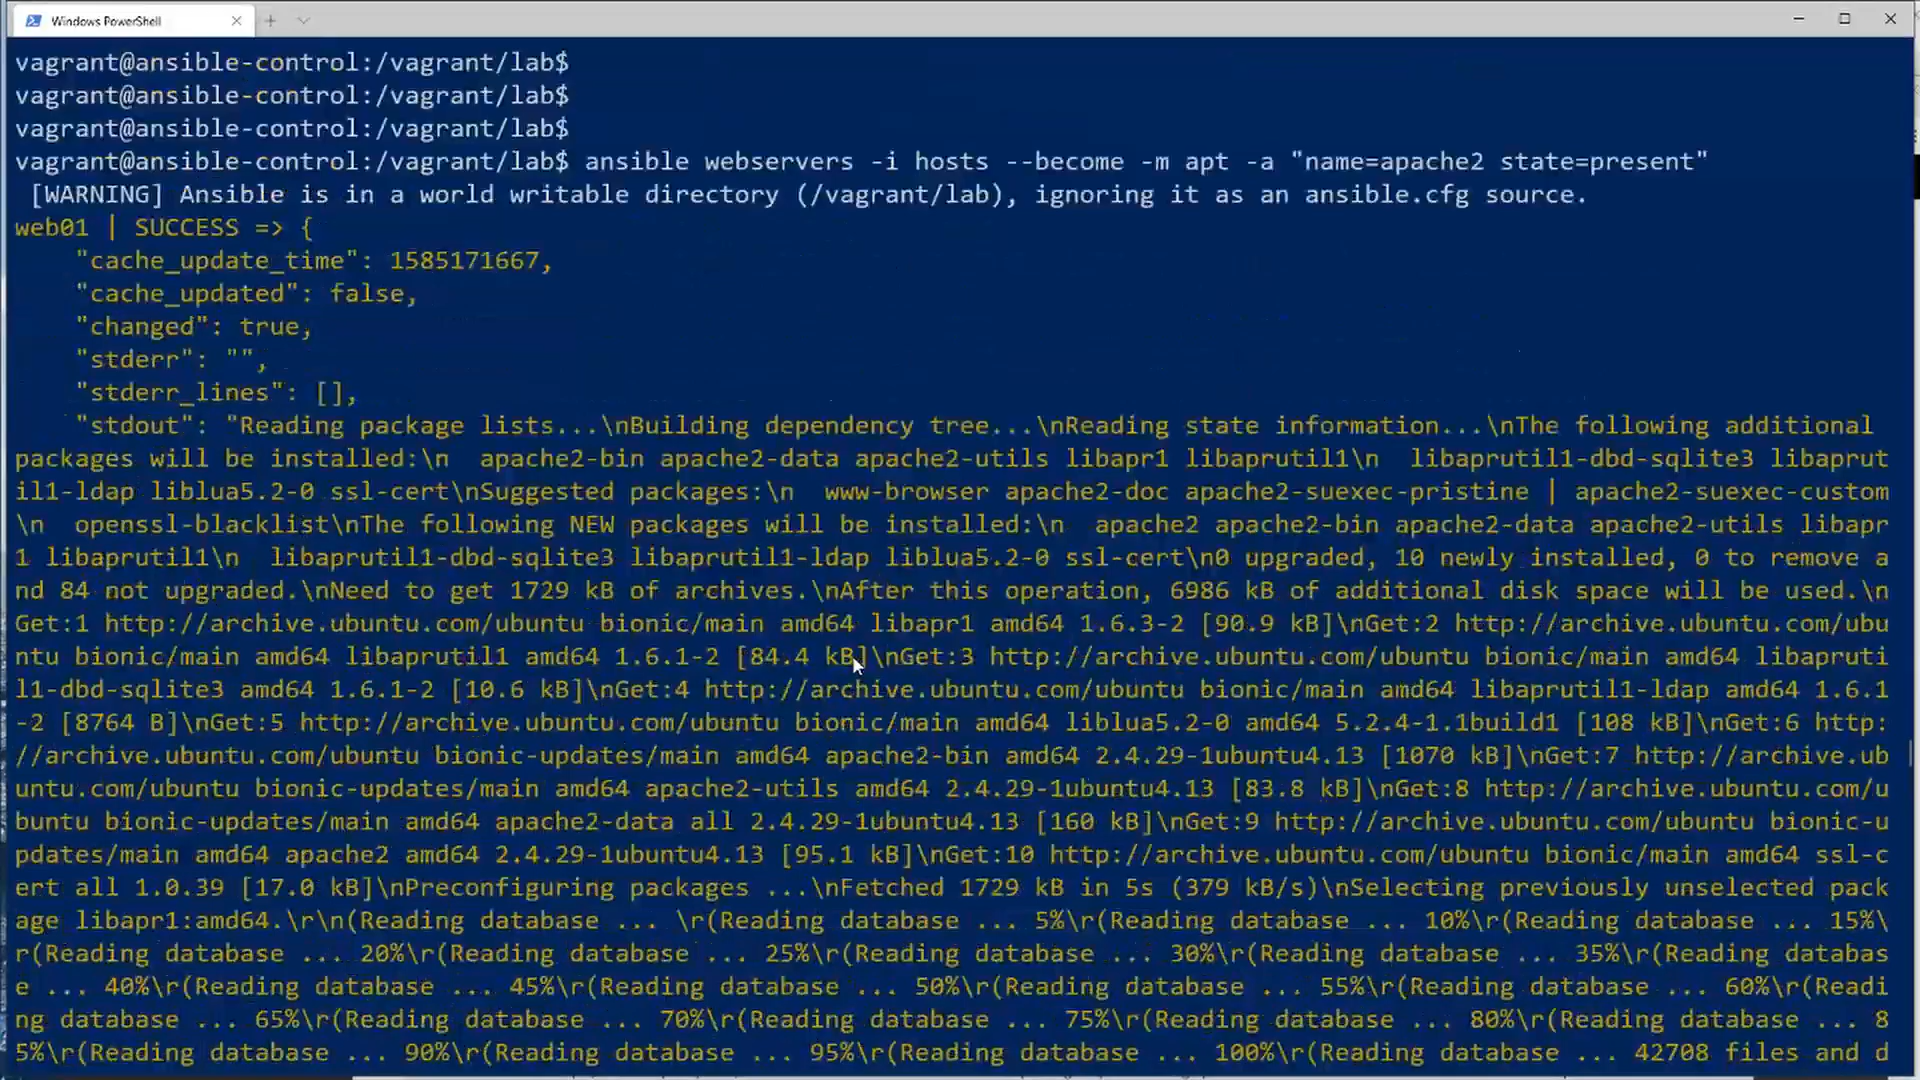 Windows PowerShell
vagrant@ansible-control:/vagrant/lab$
vagrant@ansible-control:/vagrant/lab$
vagrant@ansible-control:/vagrant/lab$
vagrant@ansible-control:/vagrant/lab$ ansible webservers -i hosts --become -m apt -a "name=apache2 state=present"
 [WARNING] Ansible is in a world writable directory (/vagrant/lab), ignoring it as an ansible.cfg source.
web01 | SUCCESS => {
    "cache_update_time": 1585171667,
    "cache_updated": false,
    "changed": true,
    "stderr": "",
    "stderr_lines": [],
    "stdout": "Reading package lists...\nBuilding dependency tree...\nReading state information...\nThe following additional
packages will be installed:\n  apache2-bin apache2-data apache2-utils libapr1 libaprutil1\n  libaprutil1-dbd-sqlite3 libaprut
il1-ldap liblua5.2-0 ssl-cert\nSuggested packages:\n  www-browser apache2-doc apache2-suexec-pristine | apache2-suexec-custom
\n  openssl-blacklist\nThe following NEW packages will be installed:\n  apache2 apache2-bin apache2-data apache2-utils libapr
1 libaprutil1\n  libaprutil1-dbd-sqlite3 libaprutil1-ldap liblua5.2-0 ssl-cert\n0 upgraded, 10 newly installed, 0 to remove a
nd 84 not upgraded.\nNeed to get 1729 kB of archives.\nAfter this operation, 6986 kB of additional disk space will be used.\n
Get:1 http://archive.ubuntu.com/ubuntu bionic/main amd64 libapr1 amd64 1.6.3-2 [90.9 kB]\nGet:2 http://archive.ubuntu.com/ubu
ntu bionic/main amd64 libaprutil1 amd64 1.6.1-2 [84.4 kB]\nGet:3 http://archive.ubuntu.com/ubuntu bionic/main amd64 libapruti
l1-dbd-sqlite3 amd64 1.6.1-2 [10.6 kB]\nGet:4 http://archive.ubuntu.com/ubuntu bionic/main amd64 libaprutil1-ldap amd64 1.6.1
-2 [8764 B]\nGet:5 http://archive.ubuntu.com/ubuntu bionic/main amd64 liblua5.2-0 amd64 5.2.4-1.1build1 [108 kB]\nGet:6 http:
//archive.ubuntu.com/ubuntu bionic-updates/main amd64 apache2-bin amd64 2.4.29-1ubuntu4.13 [1070 kB]\nGet:7 http://archive.ub
untu.com/ubuntu bionic-updates/main amd64 apache2-utils amd64 2.4.29-1ubuntu4.13 [83.8 kB]\nGet:8 http://archive.ubuntu.com/u
buntu bionic-updates/main amd64 apache2-data all 2.4.29-1ubuntu4.13 [160 kB]\nGet:9 http://archive.ubuntu.com/ubuntu bionic-u
pdates/main amd64 apache2 amd64 2.4.29-1ubuntu4.13 [95.1 kB]\nGet:10 http://archive.ubuntu.com/ubuntu bionic/main amd64 ssl-c
ert all 1.0.39 [17.0 kB]\nPreconfiguring packages ...\nFetched 1729 kB in 5s (379 kB/s)\nSelecting previously unselected pack
age libapr1:amd64.\r\n(Reading database ... \r(Reading database ... 5%\r(Reading database ... 10%\r(Reading database ... 15%\
r(Reading database ... 20%\r(Reading database ... 25%\r(Reading database ... 30%\r(Reading database ... 35%\r(Reading databas
e ... 40%\r(Reading database ... 45%\r(Reading database ... 50%\r(Reading database ... 55%\r(Reading database ... 60%\r(Readi
ng database ... 65%\r(Reading database ... 70%\r(Reading database ... 75%\r(Reading database ... 80%\r(Reading database ... 8
5%\r(Reading database ... 90%\r(Reading database ... 95%\r(Reading database ... 100%\r(Reading database ... 42708 files and d